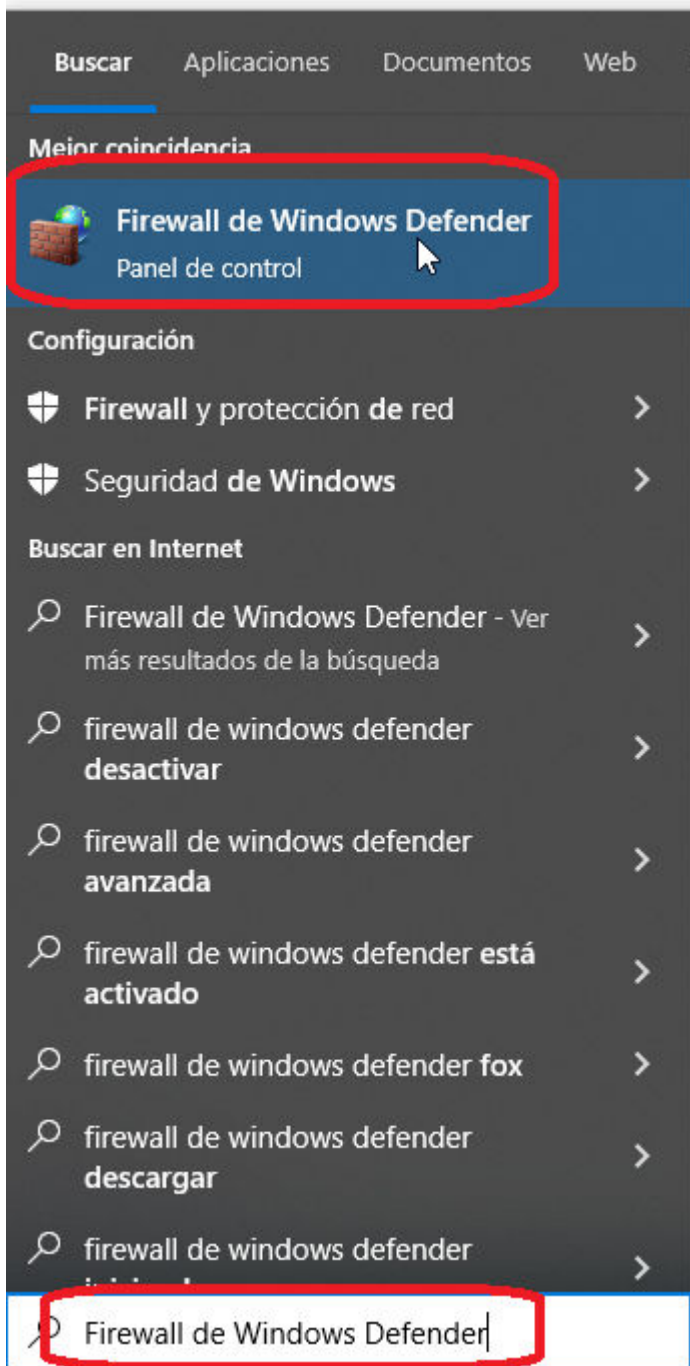 Buscar Aplicaciones Documentos Web
Mejor coincidencia
Firewall de Windows Defender
Panel de control
Configuración
Firewall y protección de red
Seguridad de Windows
Buscar en Internet
Firewall de Windows Defender - Ver
más resultados de la búsqueda
firewall de windows defender
desactivar
firewall de windows defender
avanzada
firewall de windows defender está
activado
firewall de windows defender fox
firewall de windows defender
descargar
firewall de windows defender
Firewall de Windows Defender